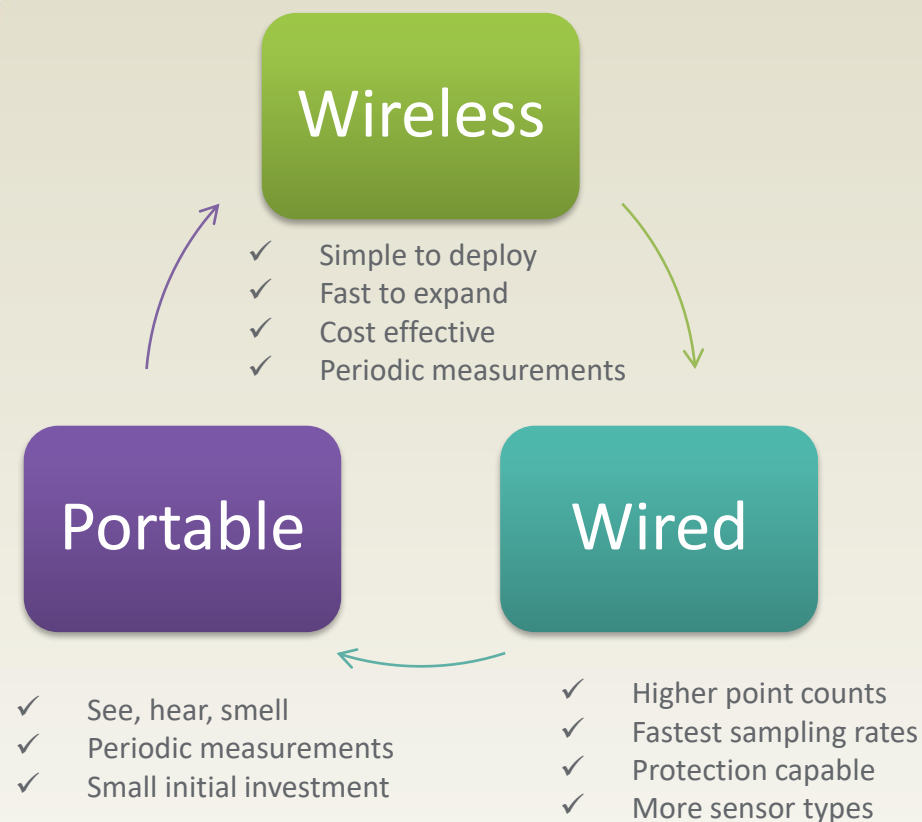 Wireless
✓ Simple to deploy
✓ Fast to expand
✓ Cost effective
✓ Periodic measurements
Portable
✓ See, hear, smell
✓ Periodic measurements
✓ Small initial investment
Wired
✓ Higher point counts
✓ Fastest sampling rates
✓ Protection capable
✓ More sensor types